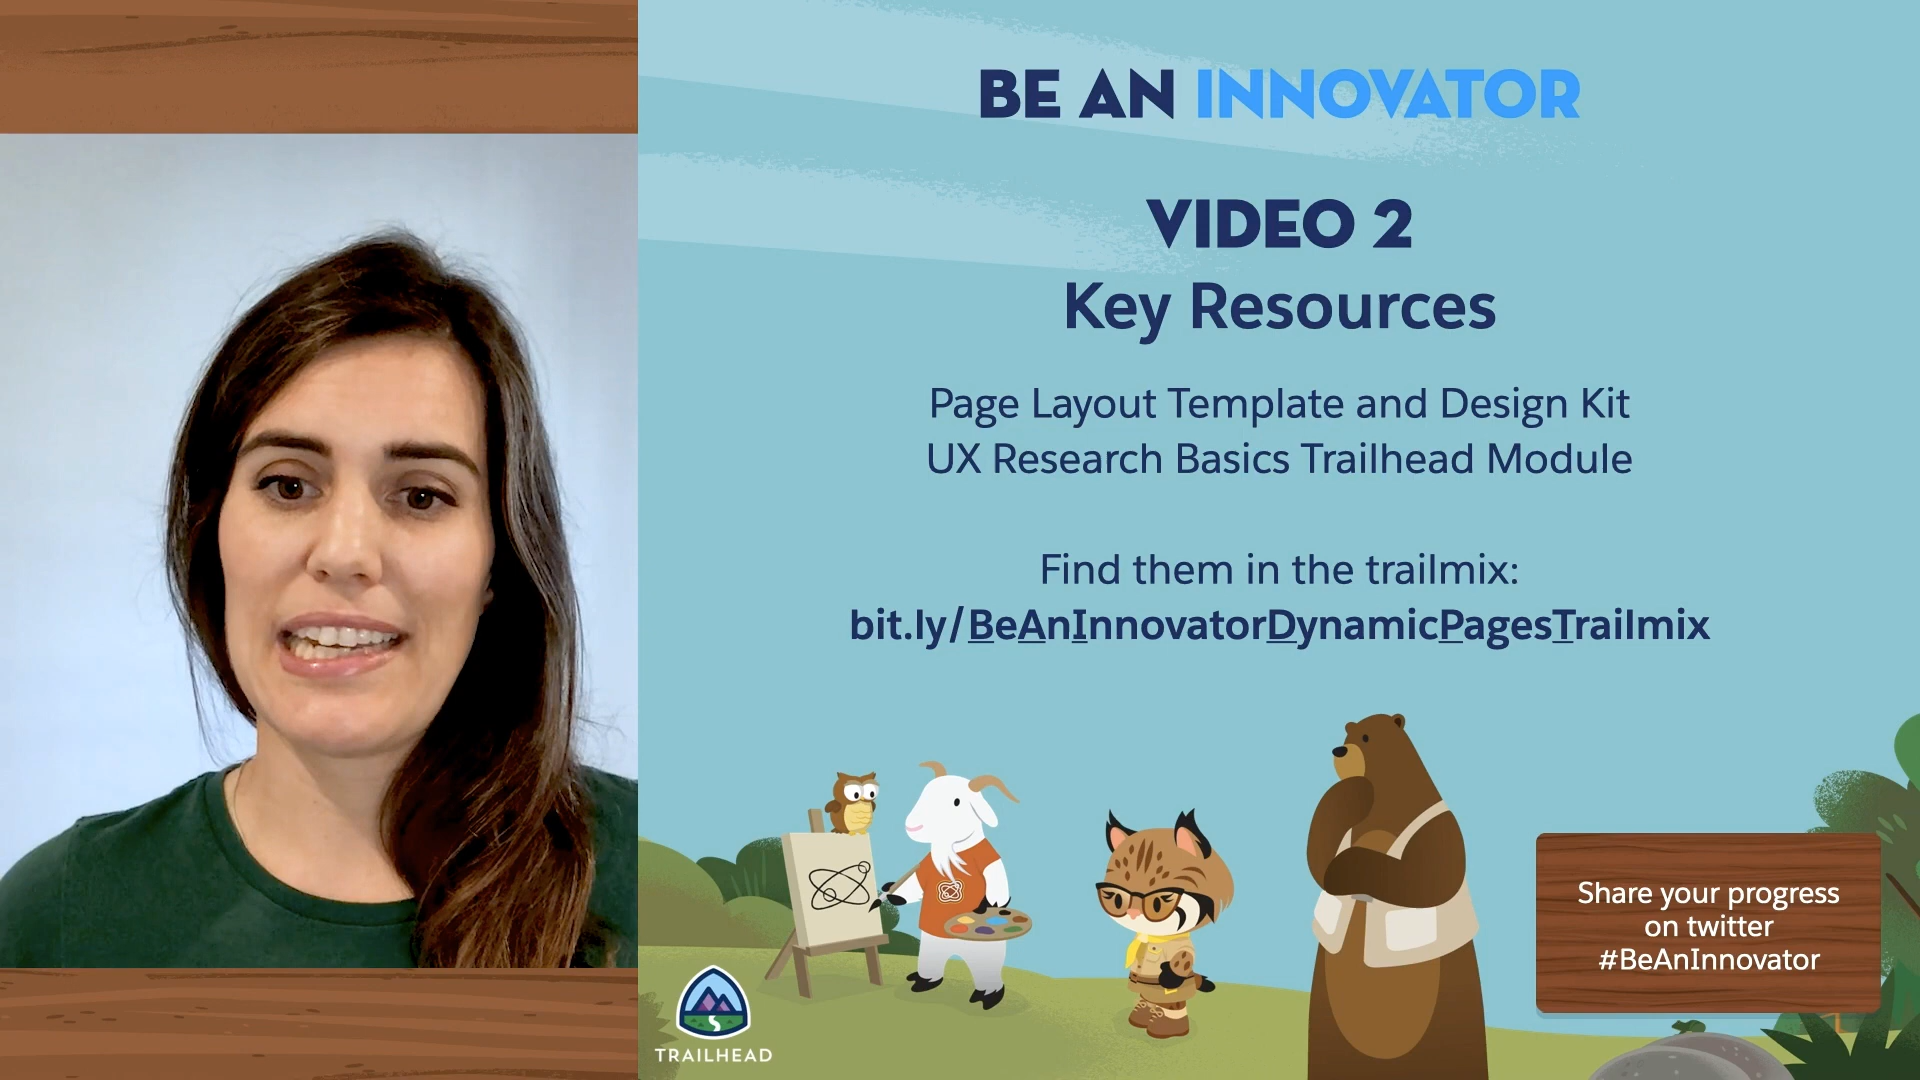 BE AN INNOVATOR
VIDEO 2
Key Resources
Page Layout Template and Design Kit
UX Research Basics Trailhead Module
Find them in the trailmix:
bit.ly/BeAnInnovatorDynamicPagesTrailmix
Share your progress
on twitter
#BeAnInnovator
TRAILHEAD